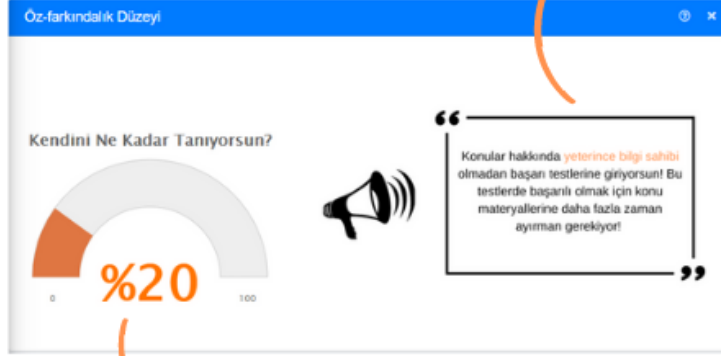 Öz-farkındalık Düzeyi
Kendini Ne Kadar Tanıyorsun?
%20
0
100
Konular hakkında yeterince bilgi sahibi
olmadan başarı testlerine giriyorsun! Bu
testlerde başarılı olmak için konu
materyallerine daha fazla zaman
ayırman gerekiyor!